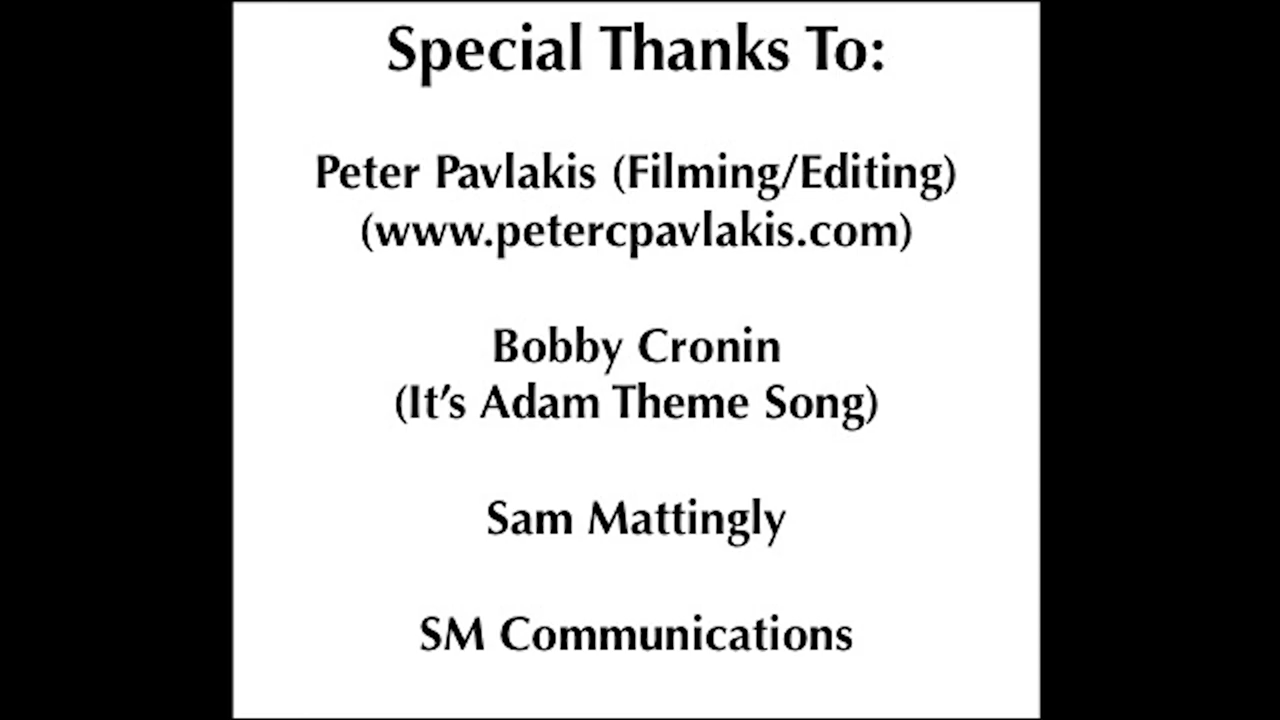 Special Thanks To:
Peter Pavlakis (Filming/Editing)
(www.petercpavlakis.com)
Bobby Cronin
(It’s Adam Theme Song)
Sam Mattingly
SM Communications